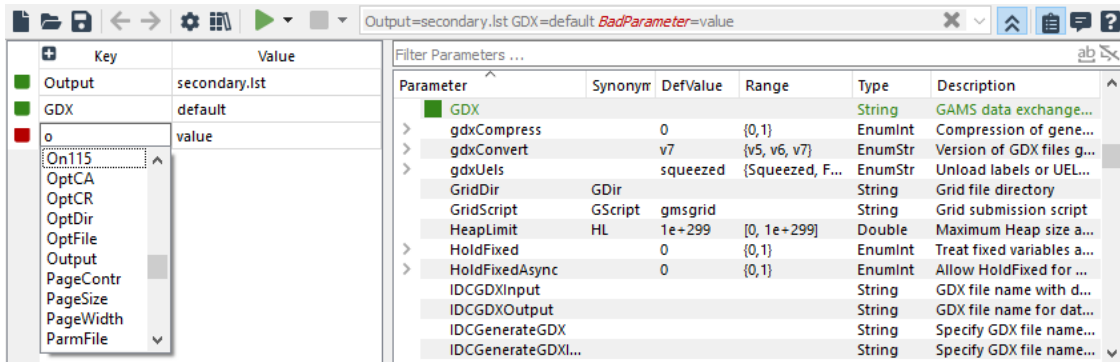 Output=secondary.lst GDX=default BadParameter=value
Key Value
Output secondary.lst
GDX default
o value
On115
OptCA
OptCR
OptDir
OptFile
Output
PageContr
PageSize
PageWidth
ParmFile
Filter Parameters ...
ab
Parameter Synonym DefValue Range Type Description
GDX String GAMS data exchange...
gdxCompress 0 {0,1} EnumInt Compression of gene...
gdxConvert v7 {v5, v6, v7} EnumStr Version of GDX files g...
gdxUels squeezed {Squeezed, F... EnumStr Unload labels or UEL...
GridDir GDir String Grid file directory
GridScript GScript gmsgrid String Grid submission script
HeapLimit HL 1e+299 [0, 1e+299] Double Maximum Heap size a...
HoldFixed 0 {0,1} EnumInt Treat fixed variables a...
HoldFixedAsync 0 {0,1} EnumInt Allow HoldFixed for ...
IDCGDXInput String GDX file name with d...
IDCGDXOutput String GDX file name for dat...
IDCGenerateGDX String Specify GDX file name...
IDCGenerateGDXI... String Specify GDX file name...